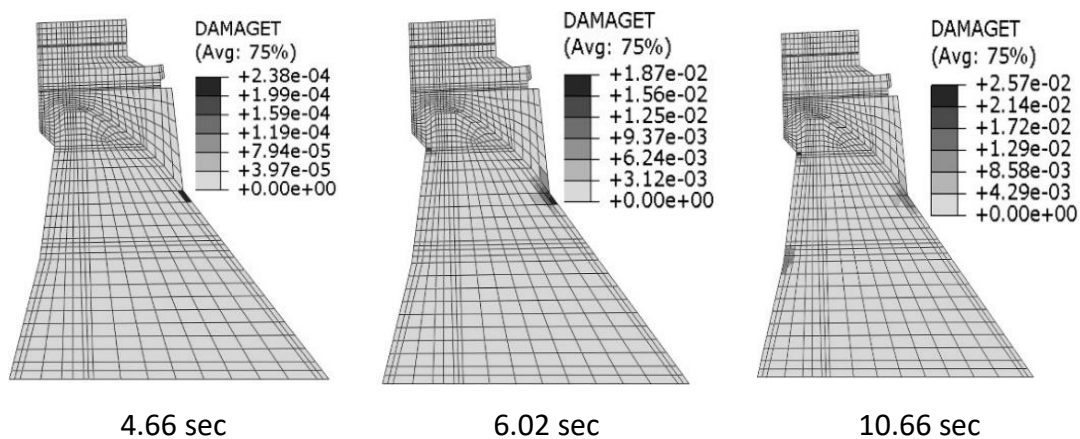 DAMAGET
(Avg: 75%)
+2.38e-04
+1.99e-04
+1.59e-04
+1.19e-04
+7.94e-05
+3.97e-05
+0.00e+00
DAMAGET
(Avg: 75%)
+1.87e-02
+1.56e-02
+1.25e-02
+9.37e-03
+6.24e-03
+3.12e-03
+0.00e+00
DAMAGET
(Avg: 75%)
+2.57e-02
+2.14e-02
+1.72e-02
+1.29e-02
+8.58e-03
+4.29e-03
+0.00e+00
4.66 sec
6.02 sec
10.66 sec